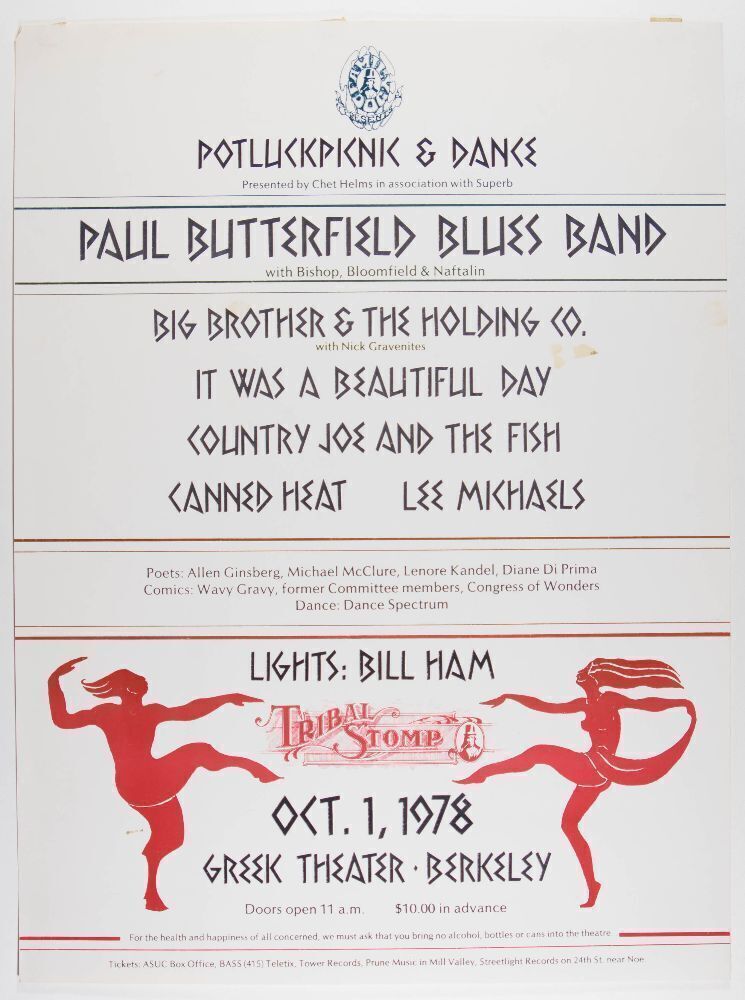 FAMILY DOG
PRESENTS
POTLUCKPICNIC & DANCE
Presented by Chet Helms in association with Superb
PAUL BUTTERFIELD BLUES BAND
with Bishop, Bloomfield & Naftalin
BIG BROTHER & THE HOLDING CO.
with Nick Gravenites
IT WAS A BEAUTIFUL DAY
COUNTRY JOE AND THE FISH
CANNED HEAT LEE MICHAELS
Poets: Allen Ginsberg, Michael McClure, Lenore Kandel, Diane Di Prima
Comics: Wavy Gravy, former Committee members, Congress of Wonders
Dance: Dance Spectrum
LIGHTS: BILL HAM
TRIBAL
STOMP
OCT. 1, 1978
GREEK THEATER · BERKELEY
Doors open 11 a.m. $10.00 in advance
For the health and happiness of all concerned, we must ask that you bring no alcohol, bottles or cans into the theatre.
Tickets: ASUC Box Office, BASS (415) Teletix, Tower Records, Prune Music in Mill Valley, Streetlight Records on 24th St. near Noe